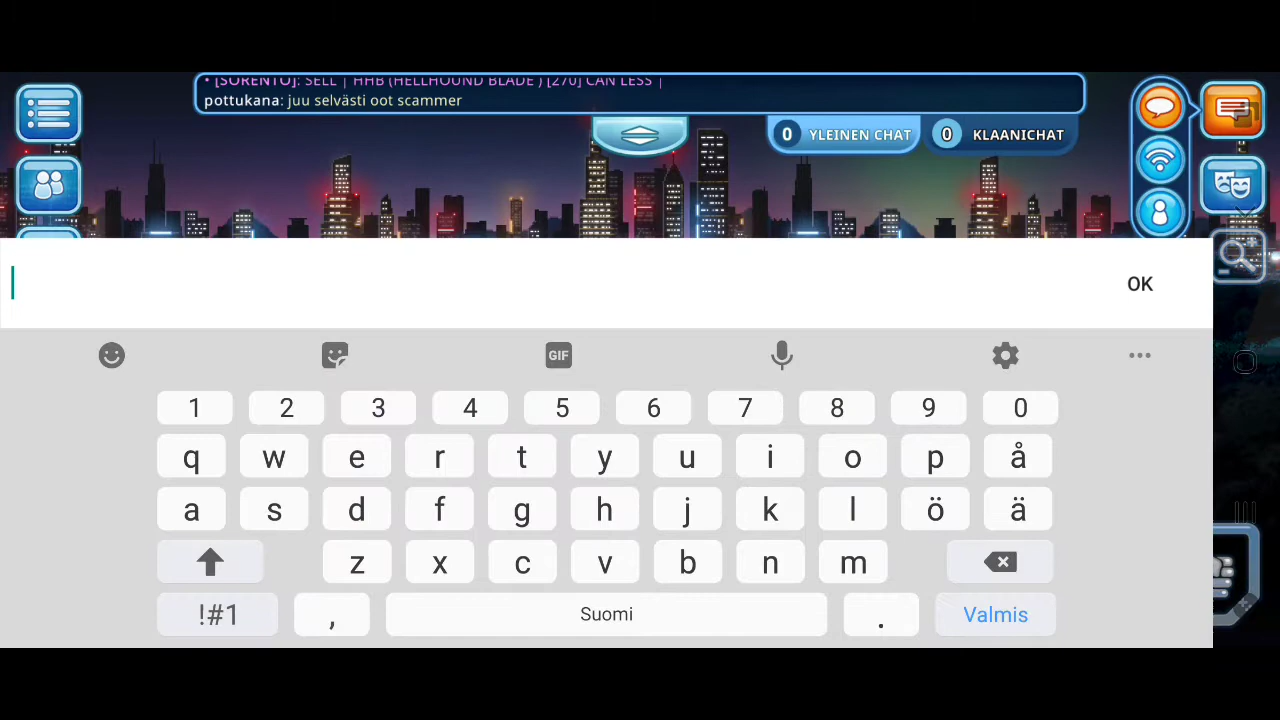 • [SORENTO]: SELL | HHB (HELLHOUND BLADE ) [270] CAN LESS |
pottukana: juu selvästi oot scammer
0 YLEINEN CHAT 0 KLAANICHAT
OK
GIF
1 2 3 4 5 6 7 8 9 0
q w e r t y u i o p å
a s d f g h j k l ö ä
z x c v b n m
!#1 , Suomi . Valmis